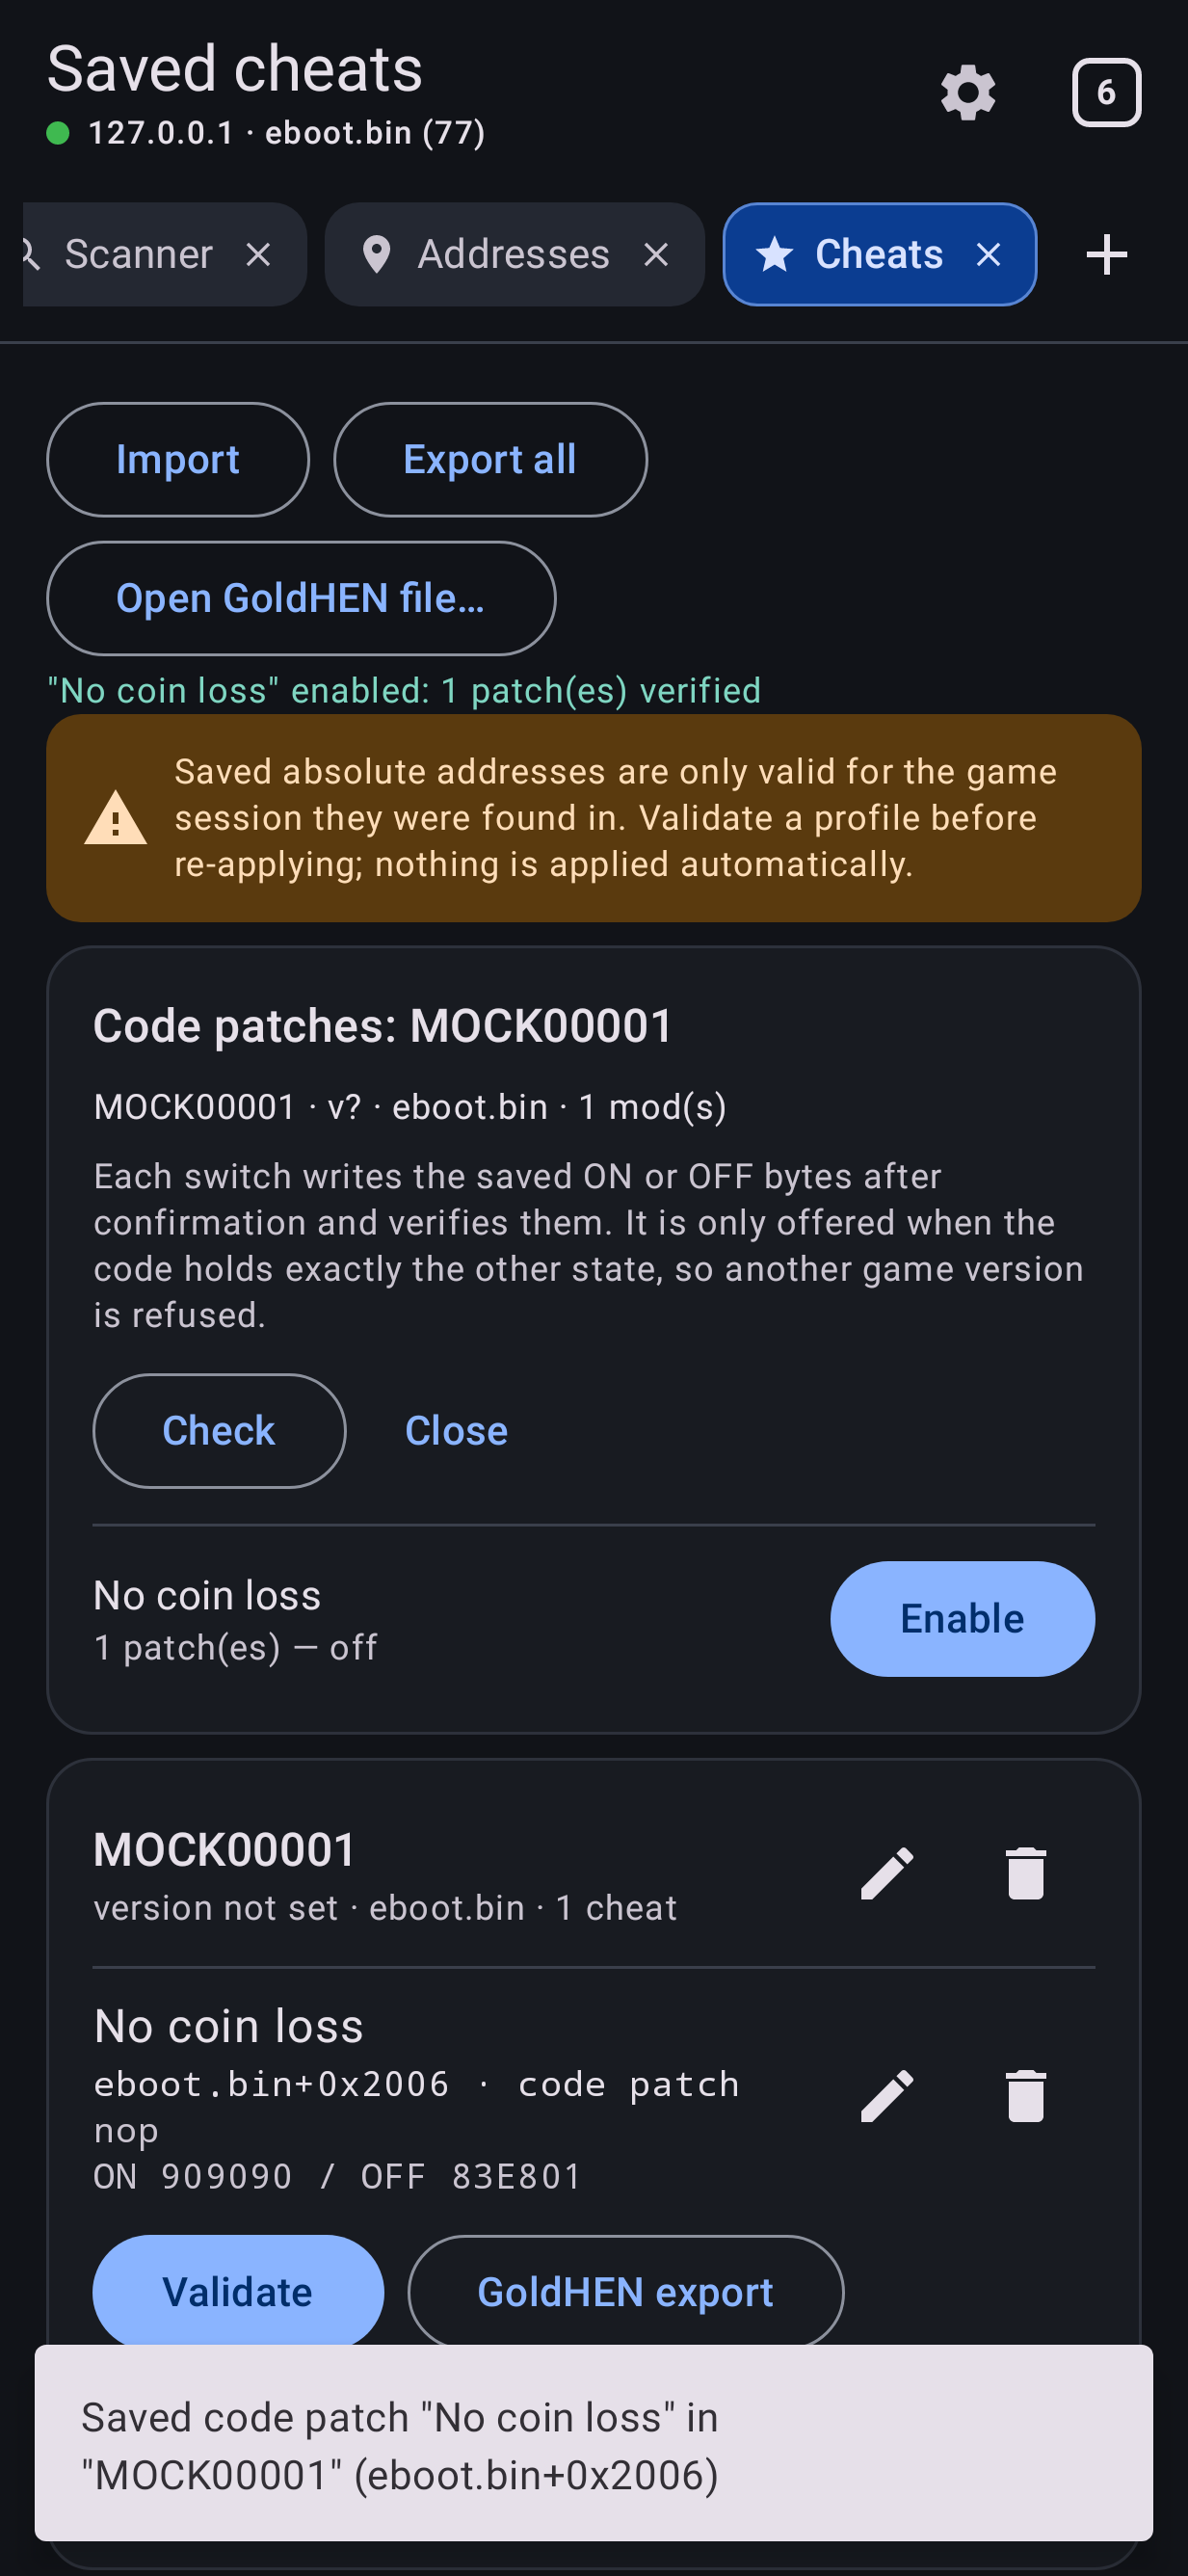 Saved cheats
127.0.0.1 · eboot.bin (77)
6
Scanner
Addresses
Cheats
Import
Export all
Open GoldHEN file…
"No coin loss" enabled: 1 patch(es) verified
Saved absolute addresses are only valid for the game
session they were found in. Validate a profile before
re-applying; nothing is applied automatically.
Code patches: MOCK00001
MOCK00001 · v? · eboot.bin · 1 mod(s)
Each switch writes the saved ON or OFF bytes after
confirmation and verifies them. It is only offered when the
code holds exactly the other state, so another game version
is refused.
Check
Close
No coin loss
1 patch(es) — off
Enable
MOCK00001
version not set · eboot.bin · 1 cheat
No coin loss
eboot.bin+0x2006 · code patch
nop
ON 909090 / OFF 83E801
Validate
GoldHEN export
Saved code patch "No coin loss" in
"MOCK00001" (eboot.bin+0x2006)